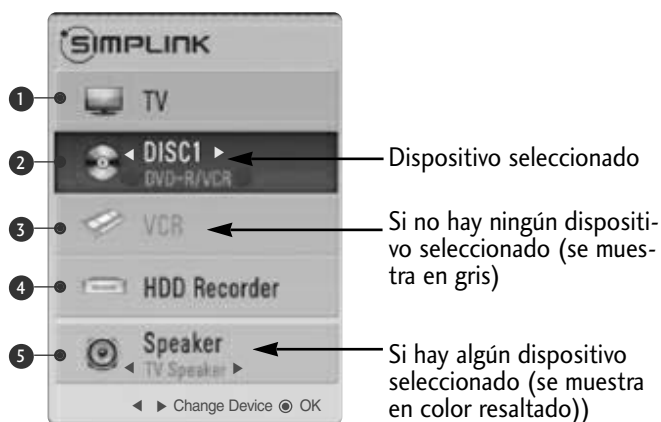 SIMPLINK
1 TV
2 ◄ DISC1 ►
DVD-R/VCR
Dispositivo seleccionado
3 VCR
Si no hay ningún dispositi-
vo seleccionado (se mues-
tra en gris)
4 HDD Recorder
5 Speaker
◄ TV Speaker ►
Si hay algún dispositivo
seleccionado (se muestra
en color resaltado))
◄ ► Change Device ◉ OK